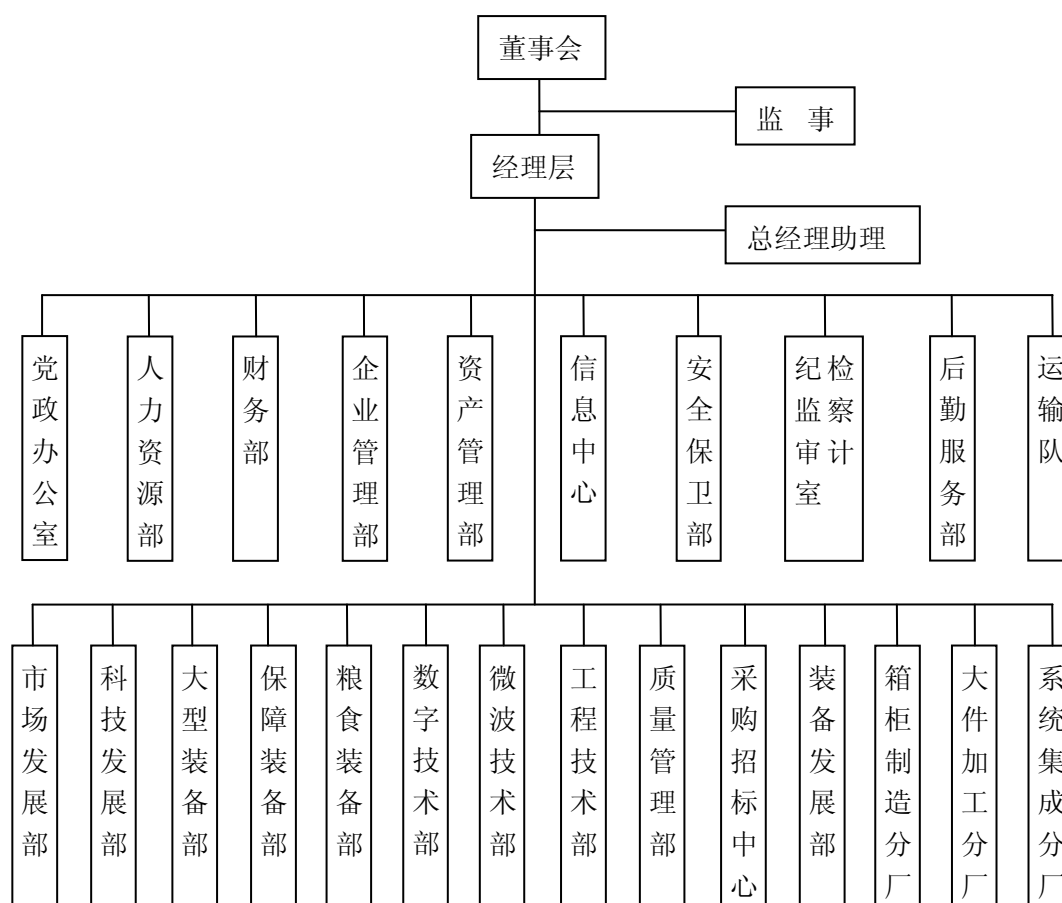 董事会
监 事
经理层
总经理助理
党政办公室
人力资源部
财务部
企业管理部
资产管理部
信息中心
安全保卫部
纪检监察审计室
后勤服务部
运输队
市场发展部
科技发展部
大型装备部
保障装备部
粮食装备部
数字技术部
微波技术部
工程技术部
质量管理部
采购招标中心
装备发展部
箱柜制造分厂
大件加工分厂
系统集成分厂